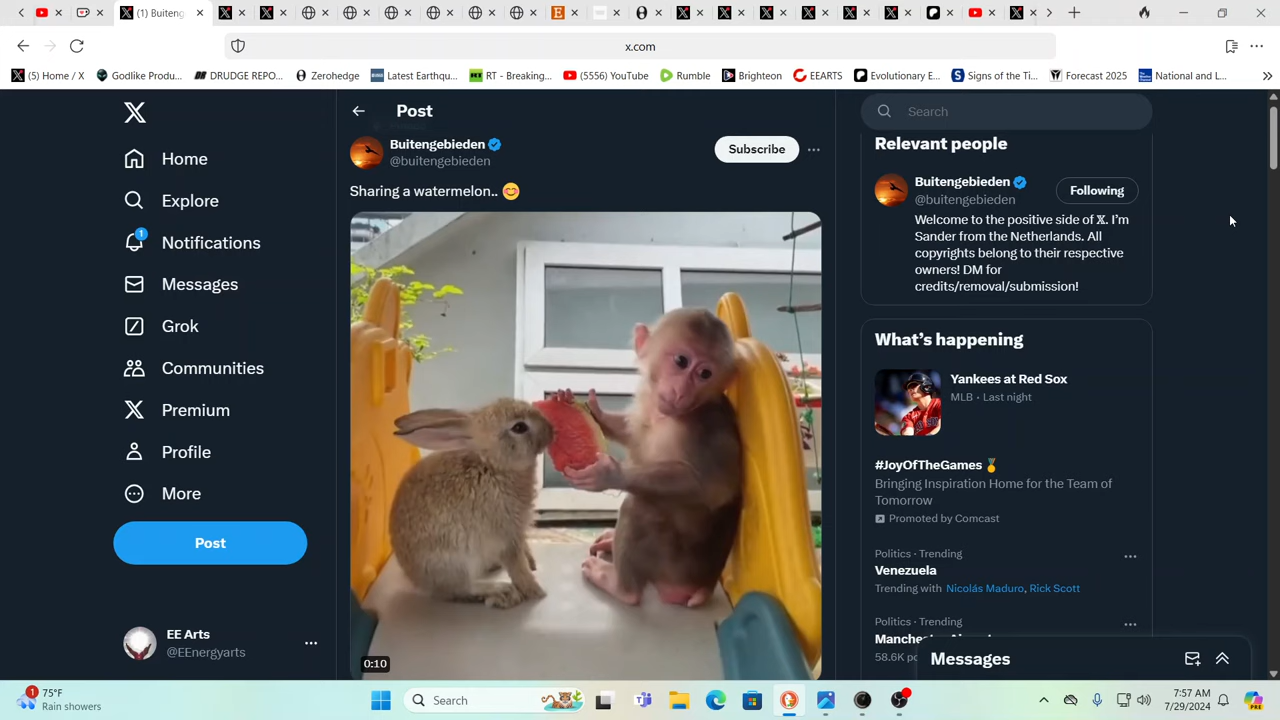 (1) Buiteng
x.com
(5) Home / X
Godlike Produ...
DRUDGE REPO...
Zerohedge
Latest Earthqu...
RT - Breaking...
(5556) YouTube
Rumble
Brighteon
EEARTS
Evolutionary E...
Signs of the Ti...
Forecast 2025
National and L...
Home
Explore
1
Notifications
Messages
Grok
Communities
Premium
Profile
More
Post
EE Arts
@EEnergyarts
Post
Buitengebieden
@buitengebieden
Subscribe
Sharing a watermelon.. 😊
0:10
Search
Relevant people
Buitengebieden
@buitengebieden
Following
Welcome to the positive side of 𝕏. I'm
Sander from the Netherlands. All
copyrights belong to their respective
owners! DM for
credits/removal/submission!
What's happening
Yankees at Red Sox
MLB · Last night
#JoyOfTheGames
Bringing Inspiration Home for the Team of
Tomorrow
Promoted by Comcast
Politics · Trending
Venezuela
Trending with Nicolás Maduro, Rick Scott
Politics · Trending
58.6K
Messages
1
75°F
Rain showers
Search
7:57 AM
7/29/2024